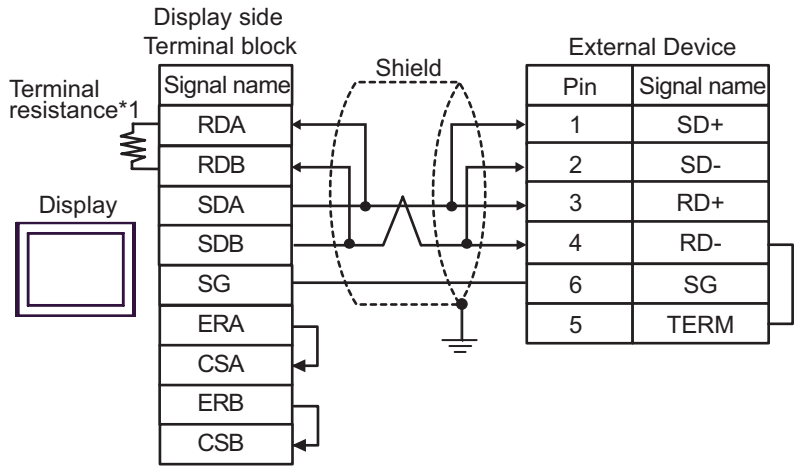 Display side
Terminal block
External Device
Shield
Signal name
Pin Signal name
Terminal
resistance*1
RDA
1 SD+
RDB
2 SD-
Display
SDA
3 RD+
SDB
4 RD-
SG
6 SG
ERA
5 TERM
CSA
ERB
CSB